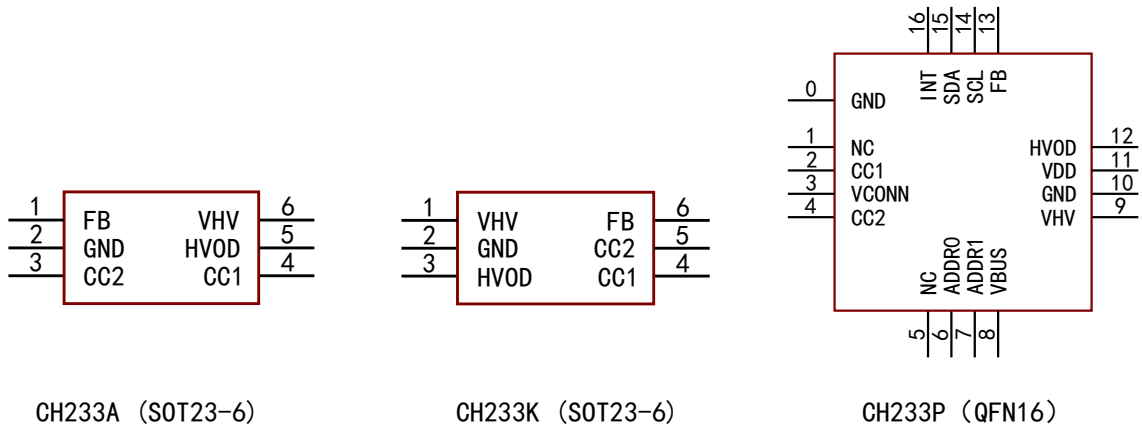 1 FB VHV 6
2 GND HVOD 5
3 CC2 CC1 4
CH233A (SOT23-6)
1 VHV FB 6
2 GND CC2 5
3 HVOD CC1 4
CH233K (SOT23-6)
16 15 14 13
INT SDA SCL FB
0 GND
1 NC HVOD 12
2 CC1 VDD 11
3 VCONN GND 10
4 CC2 VHV 9
NC ADDR0 ADDR1 VBUS
5 6 7 8
CH233P (QFN16)